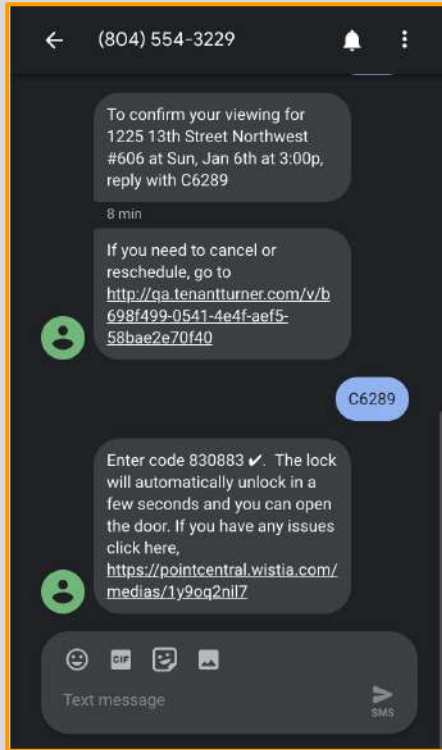 (804) 554-3229
To confirm your viewing for
1225 13th Street Northwest
#606 at Sun, Jan 6th at 3:00p,
reply with C6289
8 min
If you need to cancel or
reschedule, go to
http://qa.tenantturner.com/v/b
698f499-0541-4e4f-aef5-
58bae2e70f40
C6289
Enter code 830883 ✔. The lock
will automatically unlock in a
few seconds and you can open
the door. If you have any issues
click here,
https://pointcentral.wistia.com/
medias/1y9oq2nil7
GIF
Text message
SMS